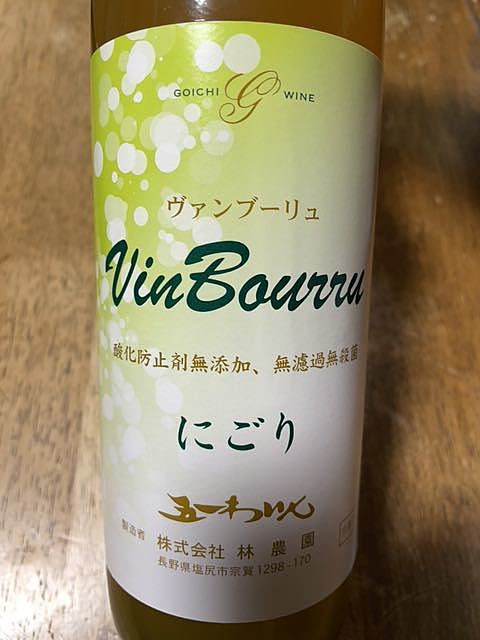 GOICHI G WINE
ヴァンブーリュ
VinBourru
酸化防止剤無添加、無濾過無殺菌
にごり
五一わいん
製造者 株式会社 林 農 園
長野県塩尻市宗賀1298-170